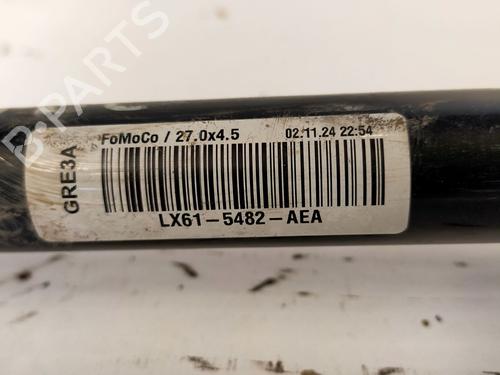 FoMoCo / 27.0x4.5 02.11.24 22:54
GRE3A
LX61-5482-AEA
B-PARTS